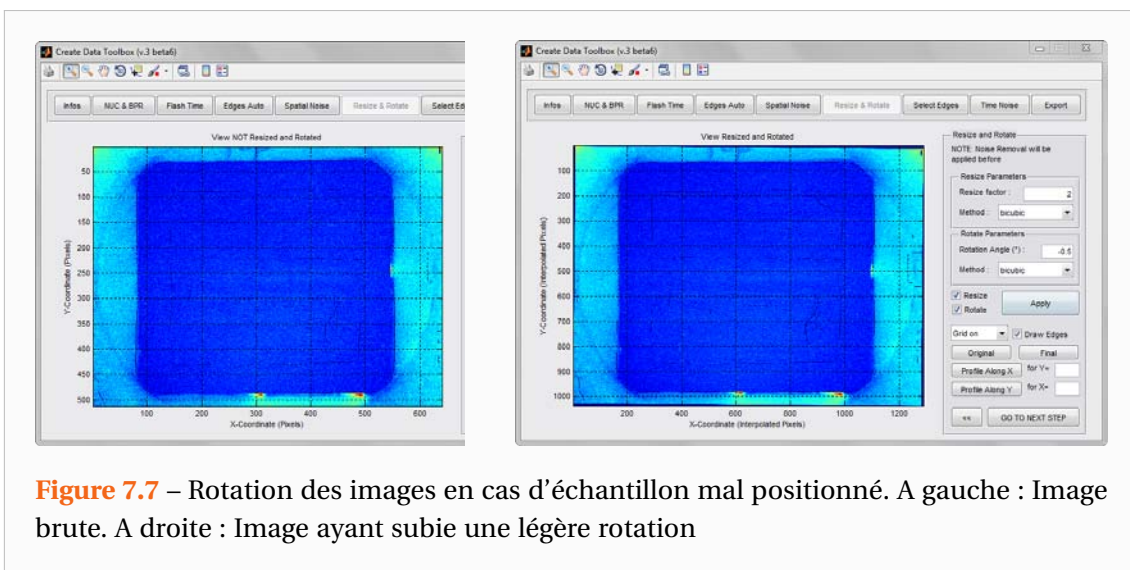 Create Data Toolbox (v.3 beta6)
Infos NUC & BPR Flash Time Edges Auto Spatial Noise Resize & Rotate Select Ed
View NOT Resized and Rotated
50
100
150
200
250
300
350
400
450
500
Y-Coordinate (Pixels)
100 200 300 400 500 600
X-Coordinate (Pixels)
Create Data Toolbox (v.3 beta6)
Infos NUC & BPR Flash Time Edges Auto Spatial Noise Resize & Rotate Select Edges Time Noise Export
View Resized and Rotated
100
200
300
400
500
600
700
800
900
1000
Y-Coordinate (Interpolated Pixels)
200 400 600 800 1000 1200
X-Coordinate (Interpolated Pixels)
Resize and Rotate
NOTE: Noise Removal will be
applied before
Resize Parameters
Resize factor : 2
Method : bicubic
Rotate Parameters
Rotation Angle (°) : -0.5
Method : bicubic
Resize
Rotate
Apply
Grid on Draw Edges
Original Final
Profile Along X for Y=
Profile Along Y for X=
<< GO TO NEXT STEP
Figure 7.7 – Rotation des images en cas d'échantillon mal positionné. A gauche : Image
brute. A droite : Image ayant subie une légère rotation